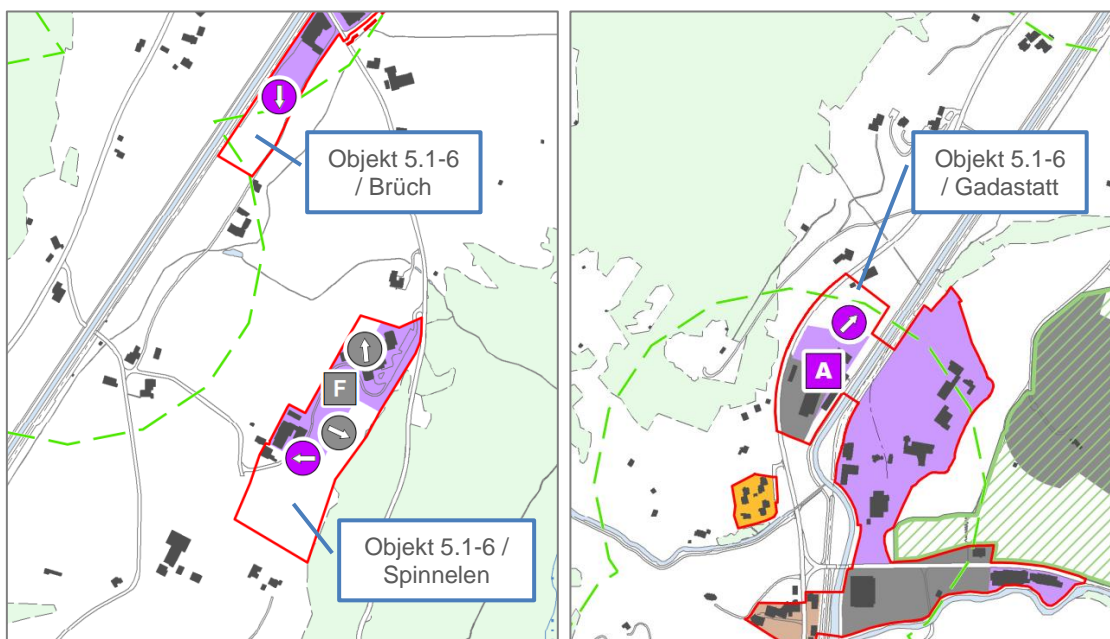 Objekt 5.1-6
/ Brüch
F
Objekt 5.1-6 /
Spinnelen
Objekt 5.1-6
/ Gadastatt
A